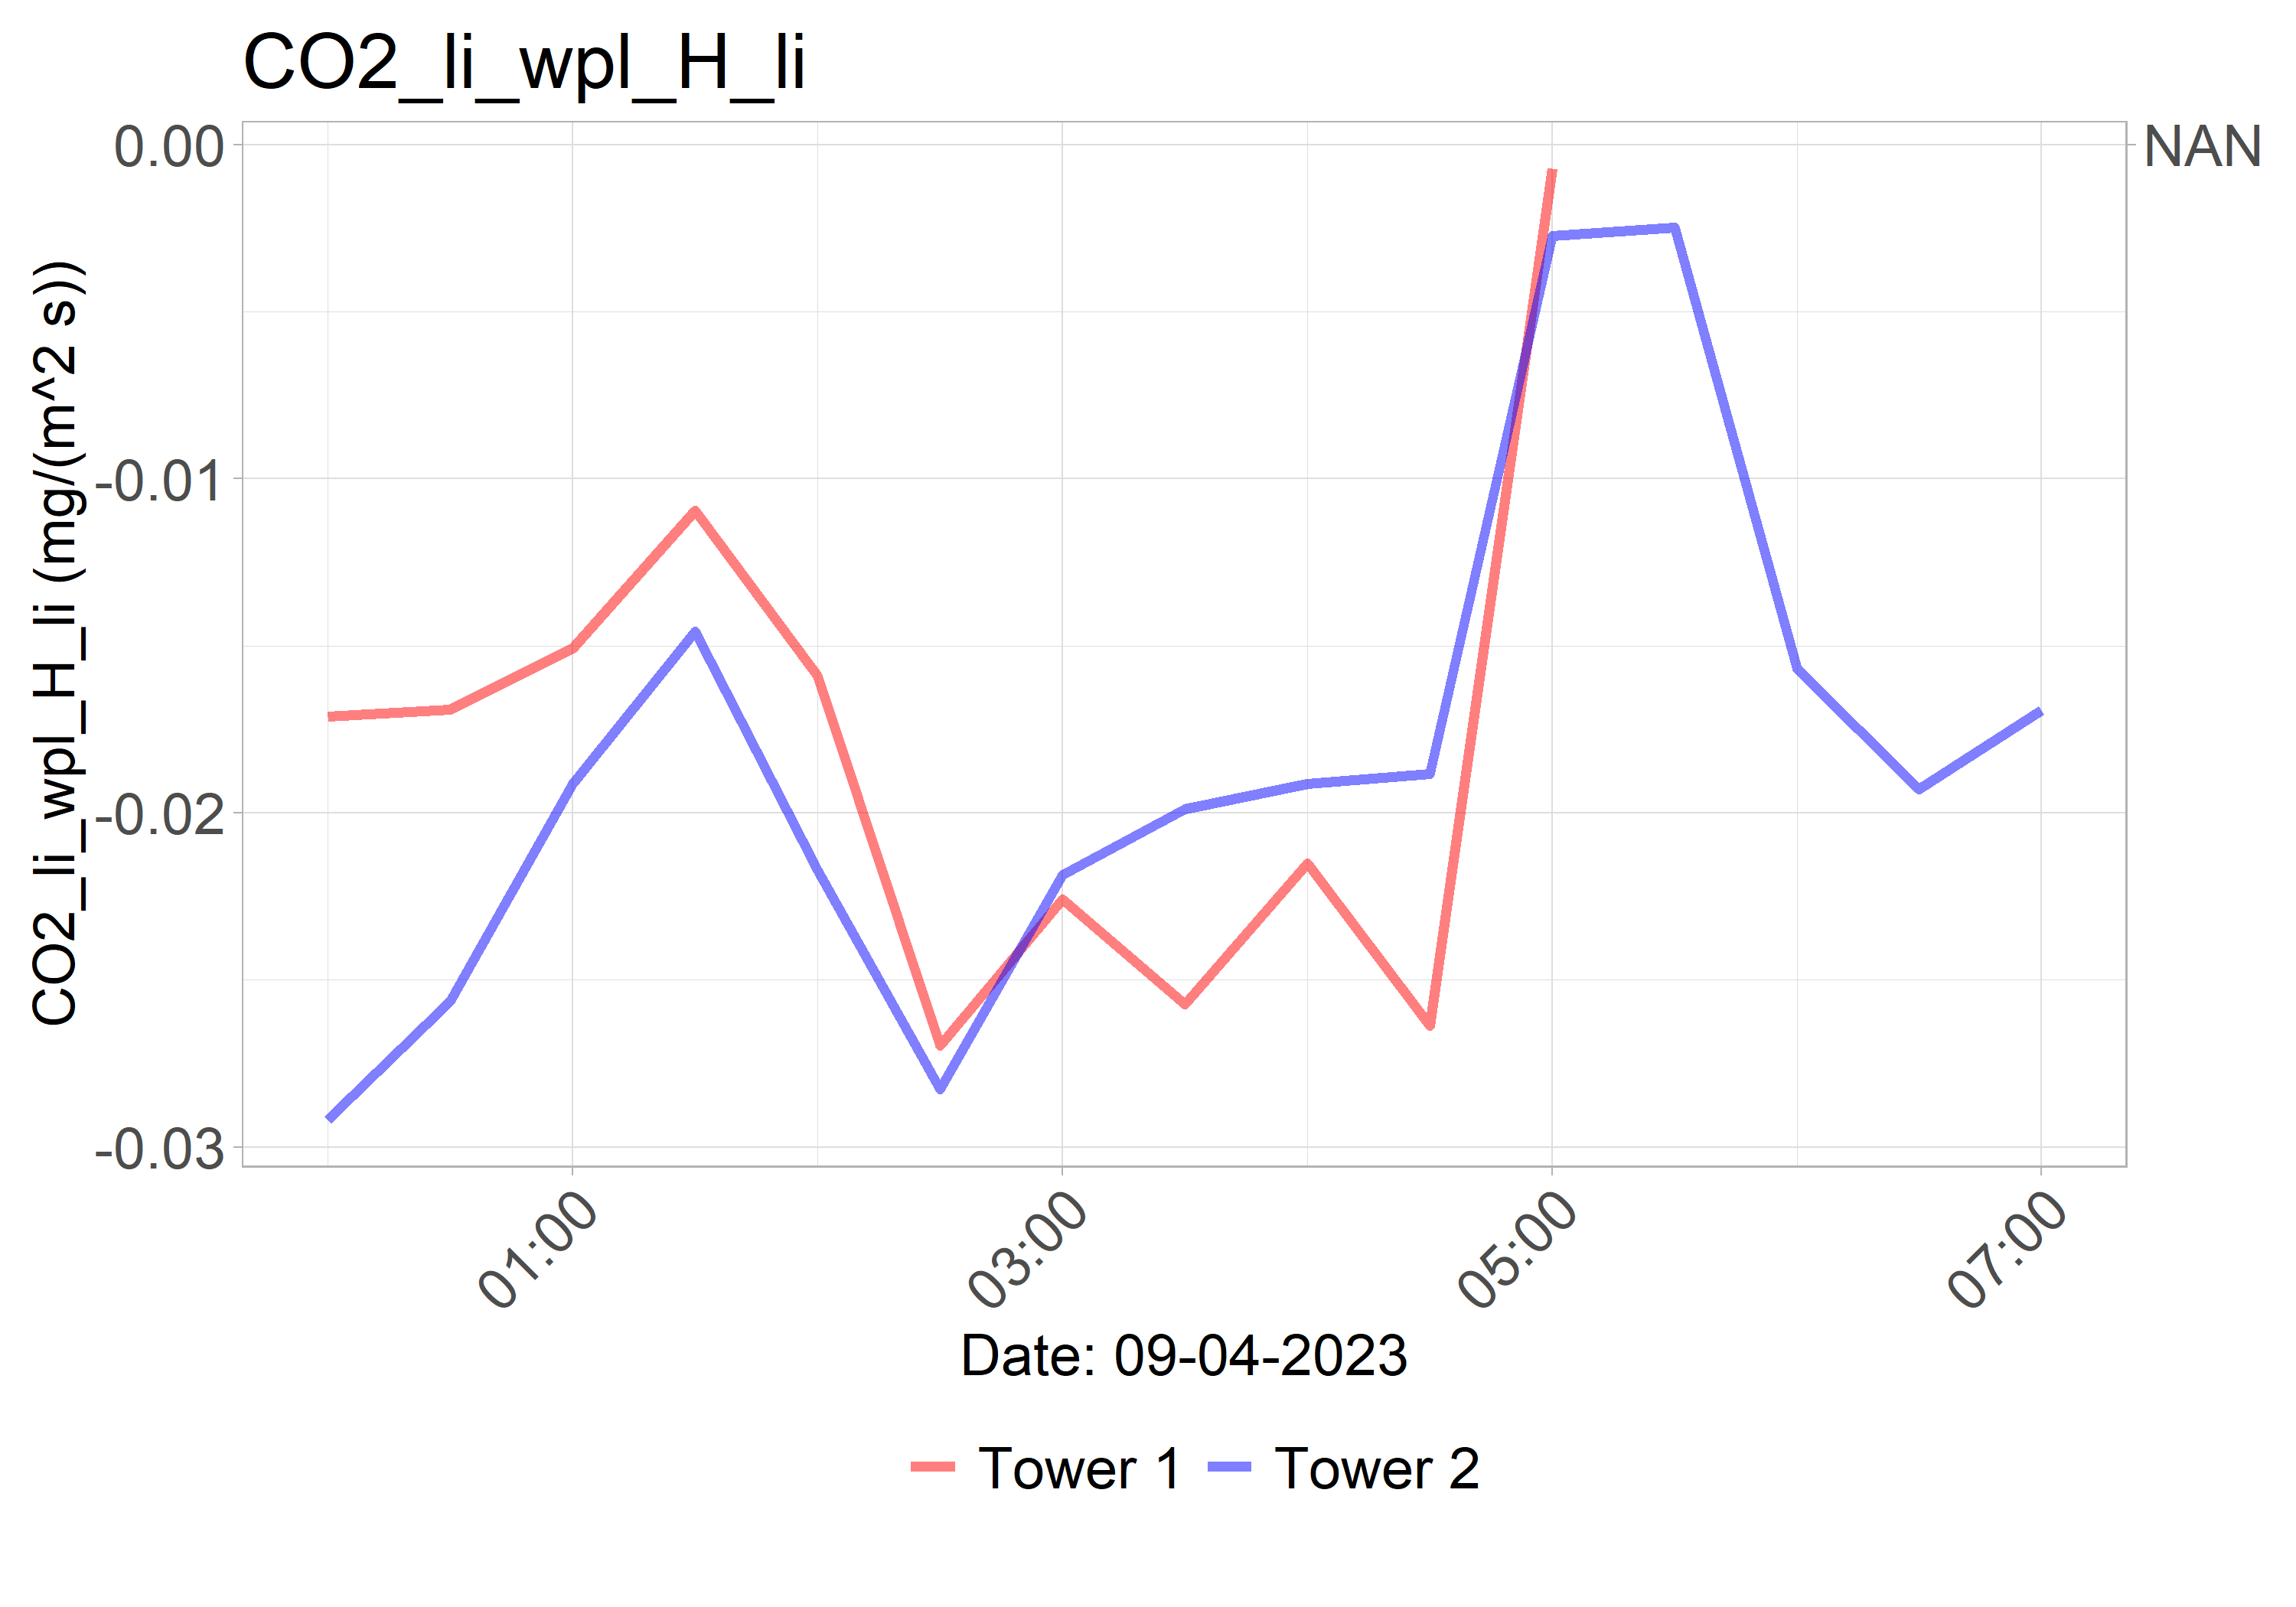 CO2_li_wpl_H_li
0.00
NAN
-0.01
-0.02
-0.03
CO2_li_wpl_H_li (mg/(m^2 s))
01:00
03:00
05:00
07:00
Date: 09-04-2023
Tower 1
Tower 2